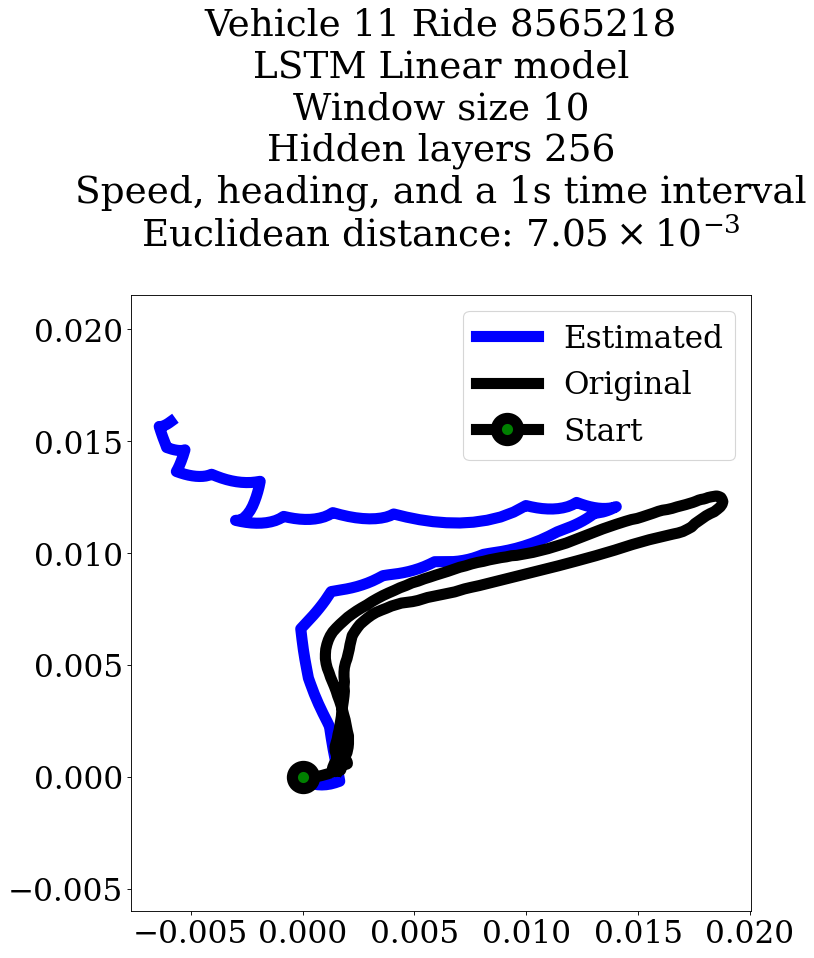 Vehicle 11 Ride 8565218
LSTM Linear model
Window size 10
Hidden layers 256
Speed, heading, and a 1s time interval
Euclidean distance: 7.05 × 10⁻³
Estimated
Original
Start
0.020
0.015
0.010
0.005
0.000
−0.005
−0.005 0.000 0.005 0.010 0.015 0.020